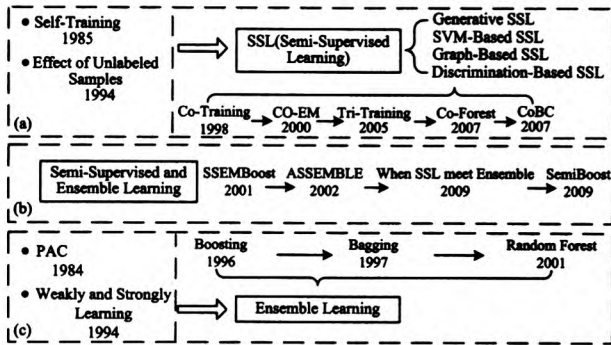 ● Self-Training
1985
● Effect of Unlabeled
Samples
1994
SSL(Semi-Supervised
Learning)
Generative SSL
SVM-Based SSL
Graph-Based SSL
Discrimination-Based SSL
Co-Training CO-EM Tri-Training Co-Forest CoBC
1998 2000 2005 2007 2007
(a)
Semi-Supervised and
Ensemble Learning
SSEMBoost ASSEMBLE When SSL meet Ensemble SemiBoost
2001 2002 2009 2009
(b)
● PAC
1984
● Weakly and Strongly
Learning
1994
Boosting Bagging Random Forest
1996 1997 2001
Ensemble Learning
(c)